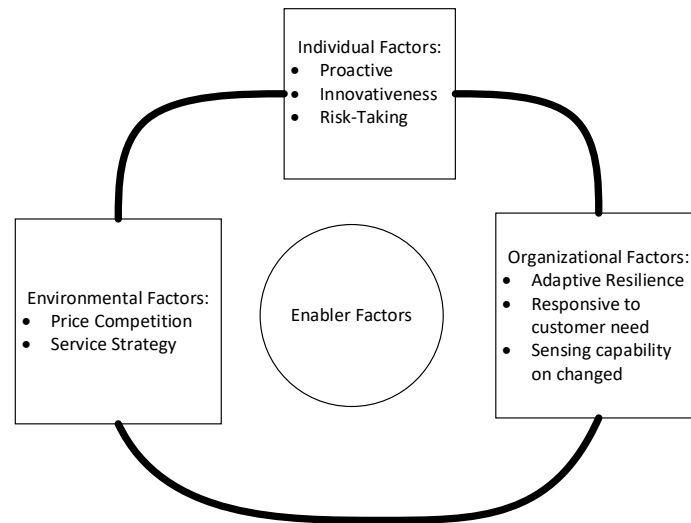 Individual Factors:
• Proactive
• Innovativeness
• Risk-Taking
Environmental Factors:
• Price Competition
• Service Strategy
Enabler Factors
Organizational Factors:
• Adaptive Resilience
• Responsive to
customer need
• Sensing capability
on changed